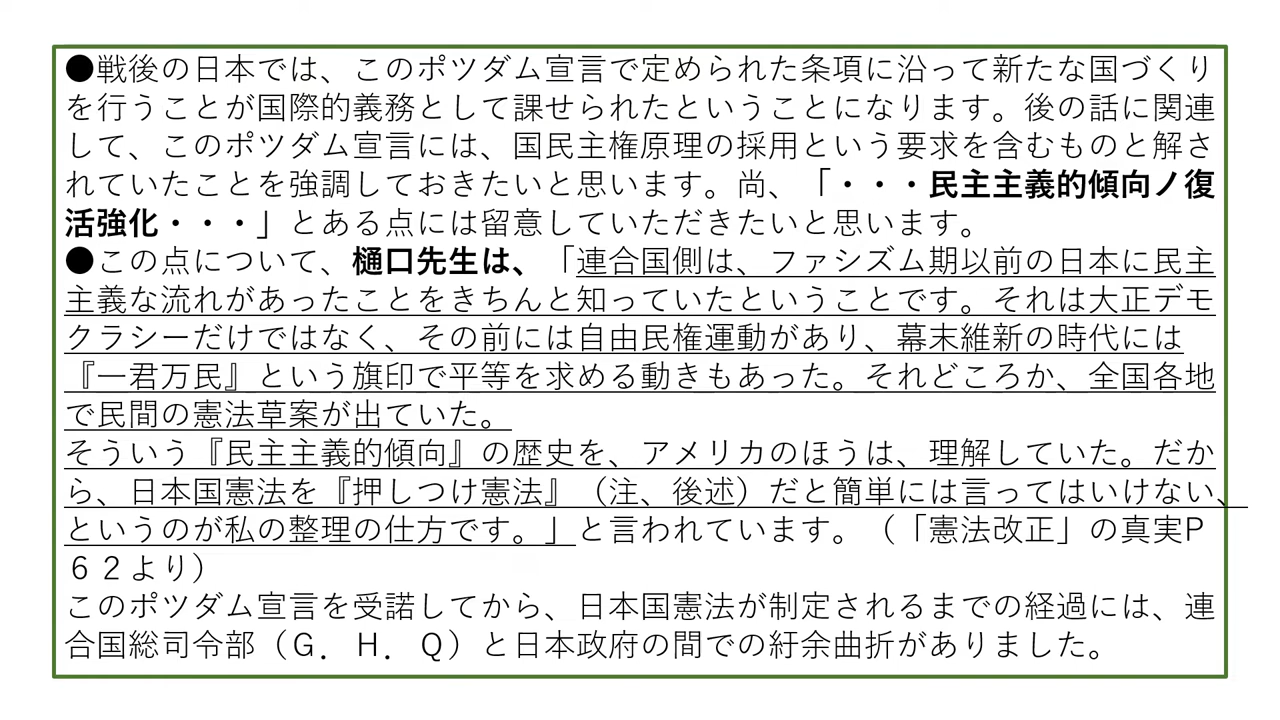 ●戦後の日本では、このポツダム宣言で定められた条項に沿って新たな国づくり
を行うことが国際的義務として課せられたということになります。後の話に関連
して、このポツダム宣言には、国民主権原理の採用という要求を含むものと解さ
れていたことを強調しておきたいと思います。尚、「・・・民主主義的傾向ノ復
活強化・・・」とある点には留意していただきたいと思います。
●この点について、樋口先生は、「連合国側は、ファシズム期以前の日本に民主
主義な流れがあったことをきちんと知っていたということです。それは大正デモ
クラシーだけではなく、その前には自由民権運動があり、幕末維新の時代には
『一君万民』という旗印で平等を求める動きもあった。それどころか、全国各地
で民間の憲法草案が出ていた。
そういう『民主主義的傾向』の歴史を、アメリカのほうは、理解していた。だか
ら、日本国憲法を『押しつけ憲法』（注、後述）だと簡単には言ってはいけない、
というのが私の整理の仕方です。」と言われています。（「憲法改正」の真実P
６２より）
このポツダム宣言を受諾してから、日本国憲法が制定されるまでの経過には、連
合国総司令部（Ｇ．Ｈ．Ｑ）と日本政府の間での紆余曲折がありました。